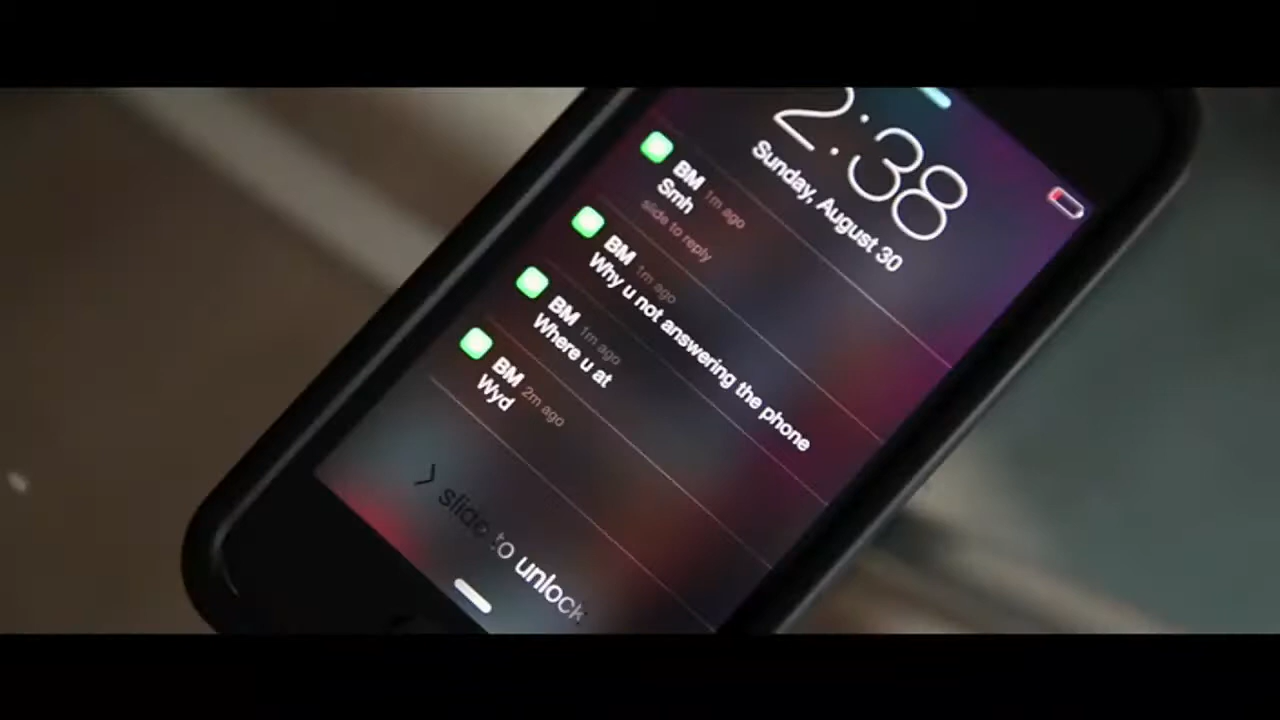 2:38
Sunday, August 30
BM 1m ago
Smh
slide to reply
BM 1m ago
Why u not answering the phone
BM 1m ago
Where u at
BM 2m ago
Wyd
> slide to unlock